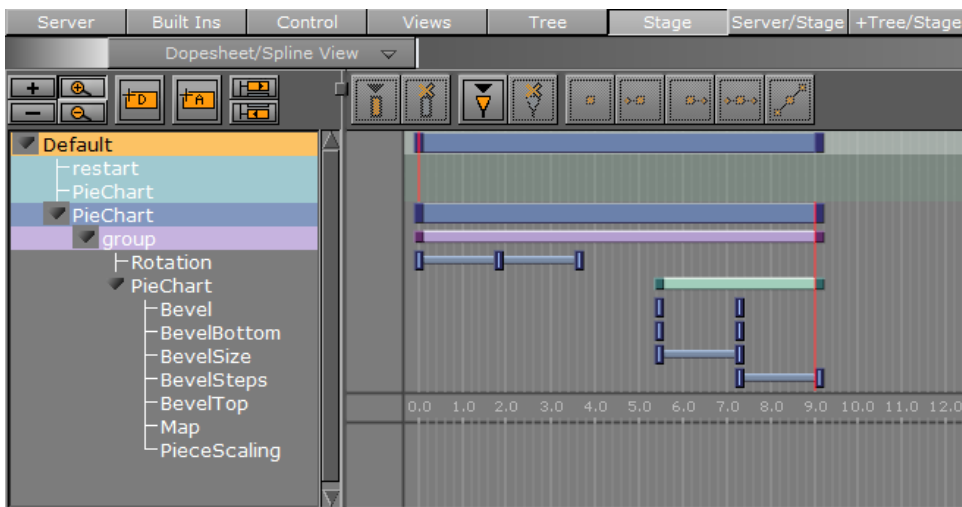 Server Built Ins Control Views Tree Stage Server/Stage +Tree/Stage
Dopesheet/Spline View
D A
Default
restart
PieChart
PieChart
group
Rotation
PieChart
Bevel
BevelBottom
BevelSize
BevelSteps
BevelTop
Map
PieceScaling
0.0 1.0 2.0 3.0 4.0 5.0 6.0 7.0 8.0 9.0 10.0 11.0 12.0